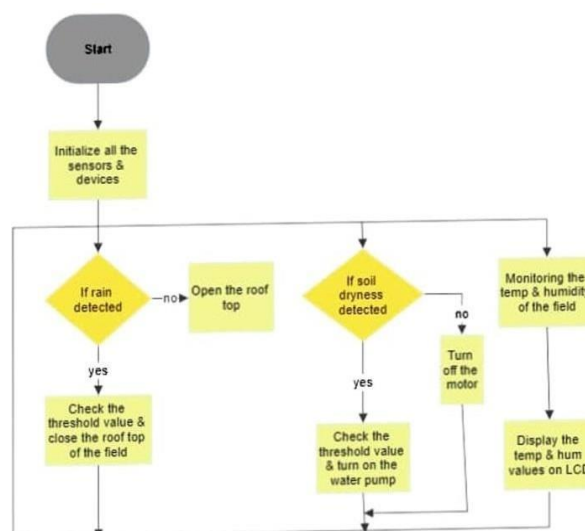 Start
Initialize all the
sensors &
devices
If rain
detected
no
Open the roof
top
If soil
dryness
detected
no
Monitoring the
temp & humidity
of the field
yes
Turn
off the
motor
yes
Check the
threshold value &
close the roof top
of the field
Check the
threshold value
& turn on the
water pump
Display the
temp & hum
values on LCD